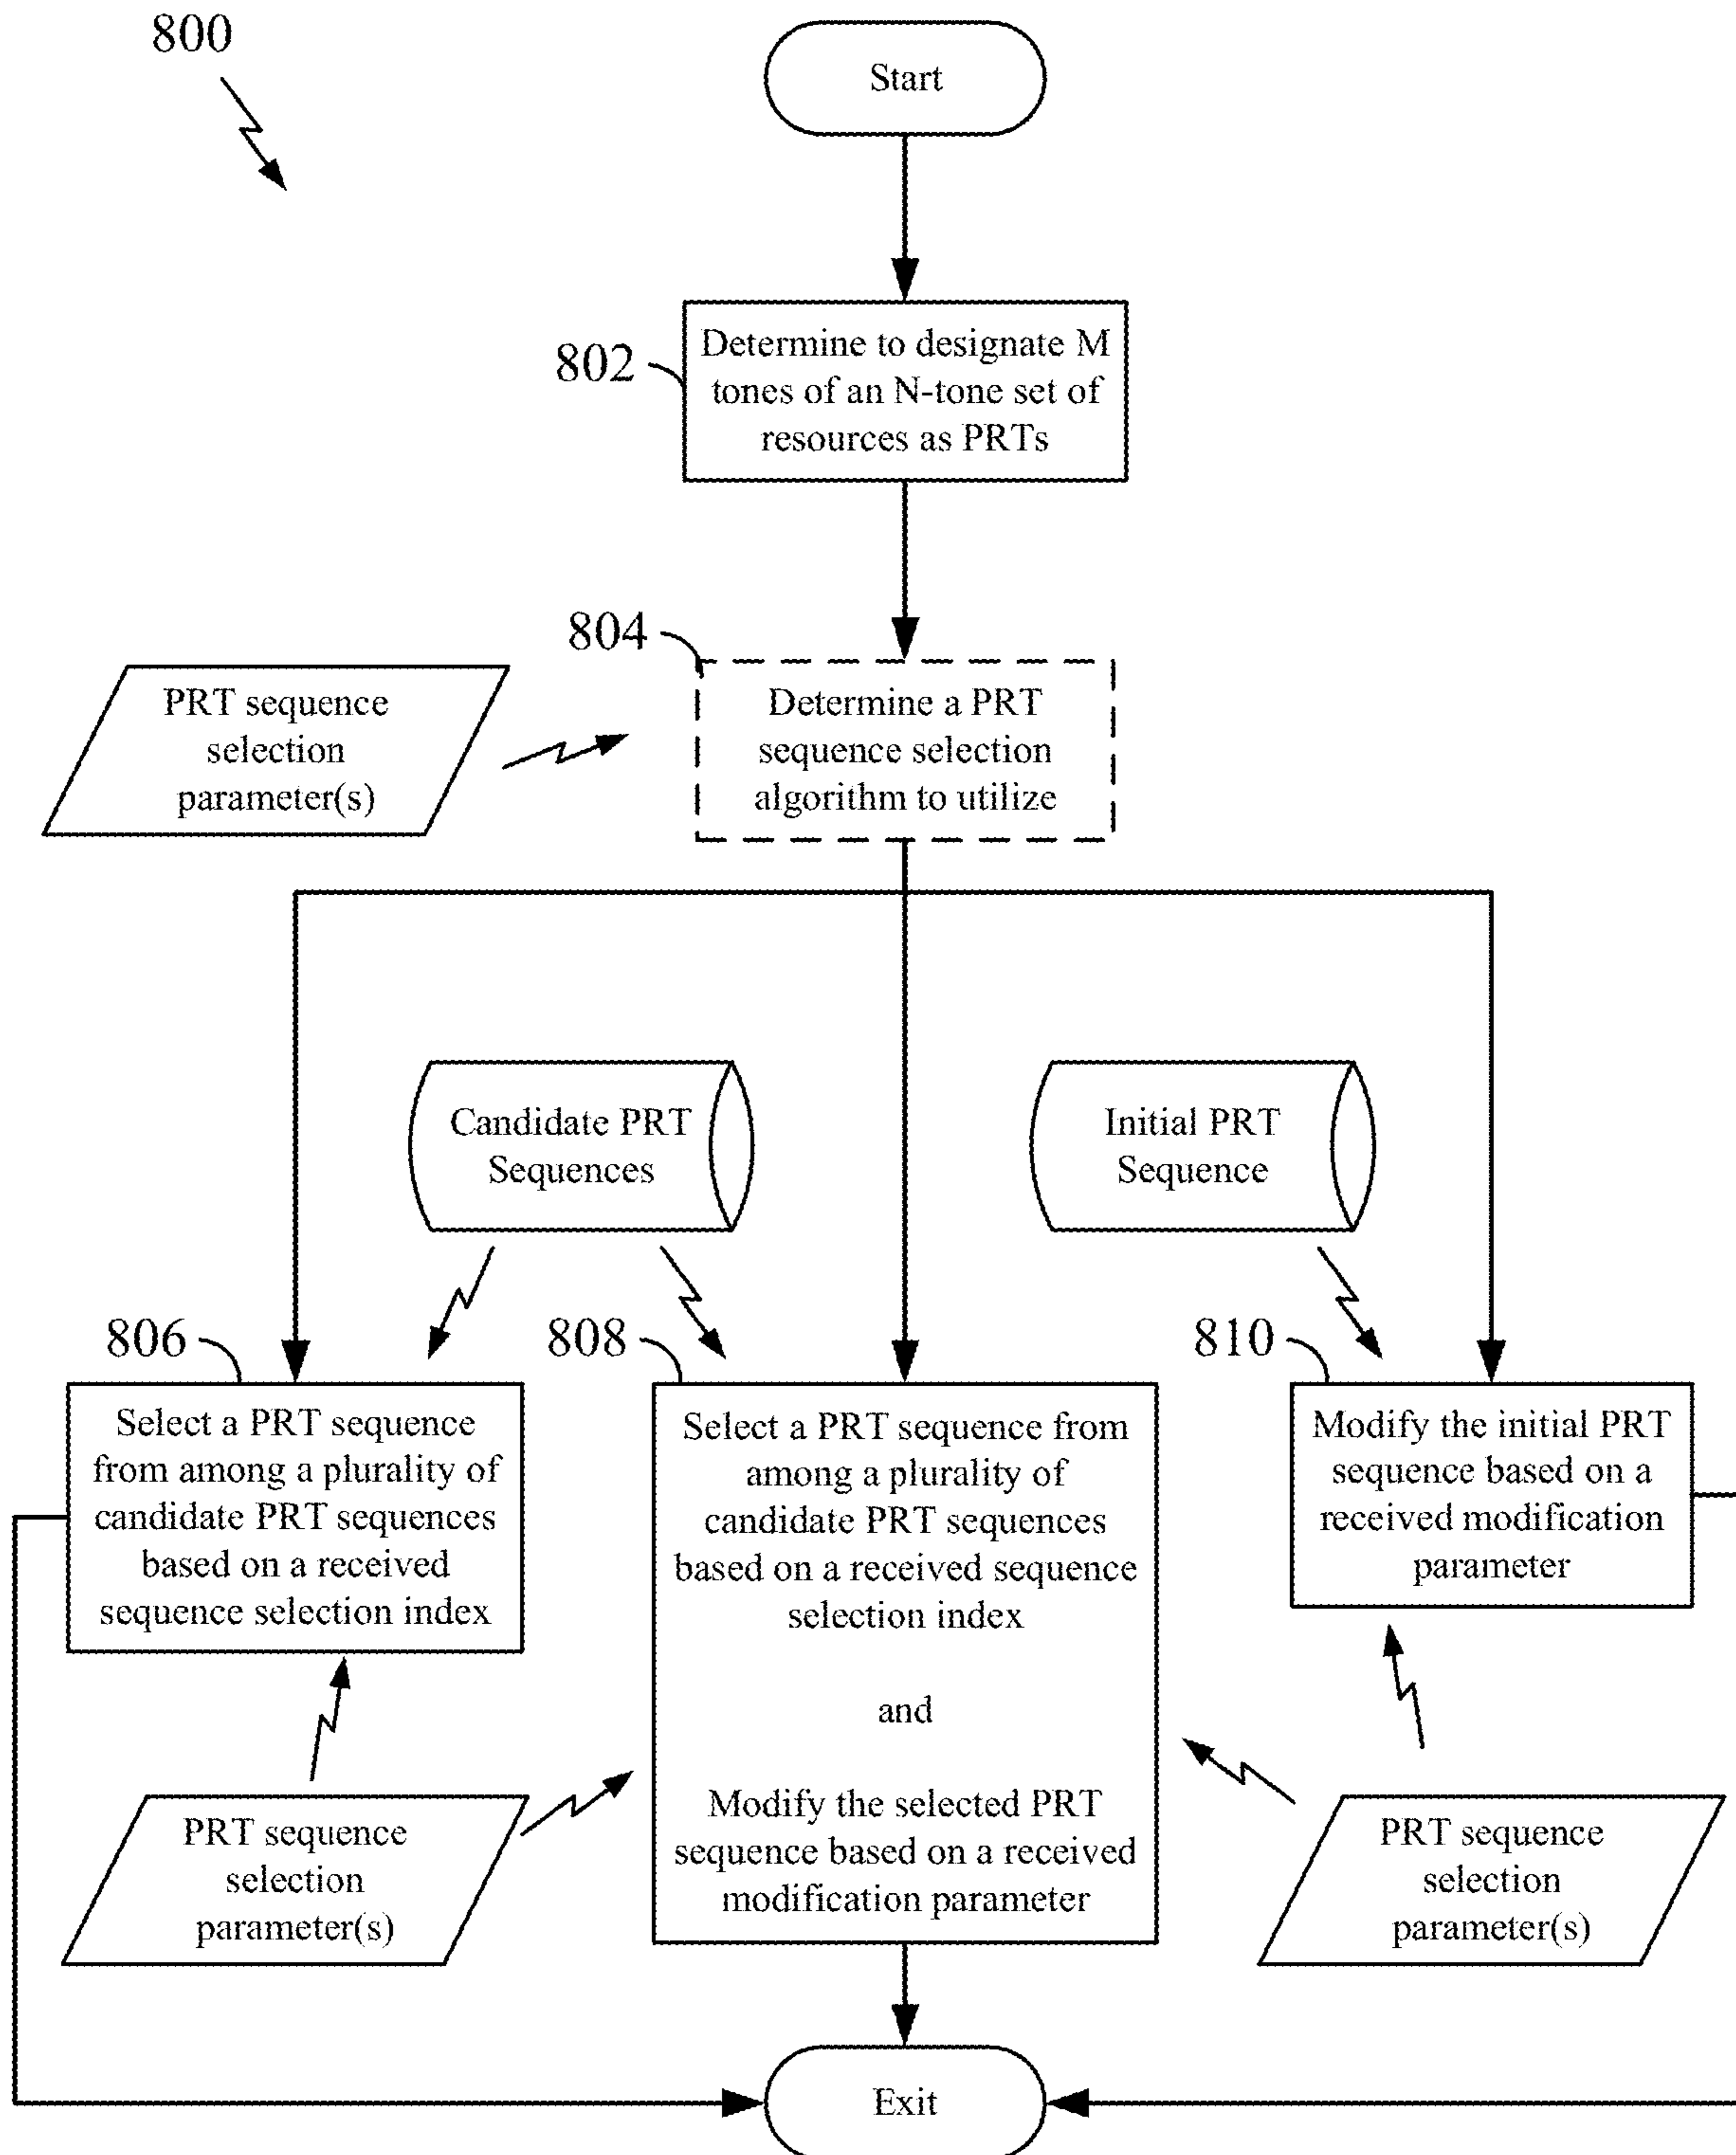 800
Start
802
Determine to designate M
tones of an N-tone set of
resources as PRTs
804
PRT sequence
selection
parameter(s)
Determine a PRT
sequence selection
algorithm to utilize
Candidate PRT
Sequences
Initial PRT
Sequence
806
Select a PRT sequence
from among a plurality of
candidate PRT sequences
based on a received
sequence selection index
808
Select a PRT sequence from
among a plurality of
candidate PRT sequences
based on a received sequence
selection index
and
Modify the selected PRT
sequence based on a received
modification parameter
810
Modify the initial PRT
sequence based on a
received modification
parameter
PRT sequence
selection
parameter(s)
PRT sequence
selection
parameter(s)
Exit